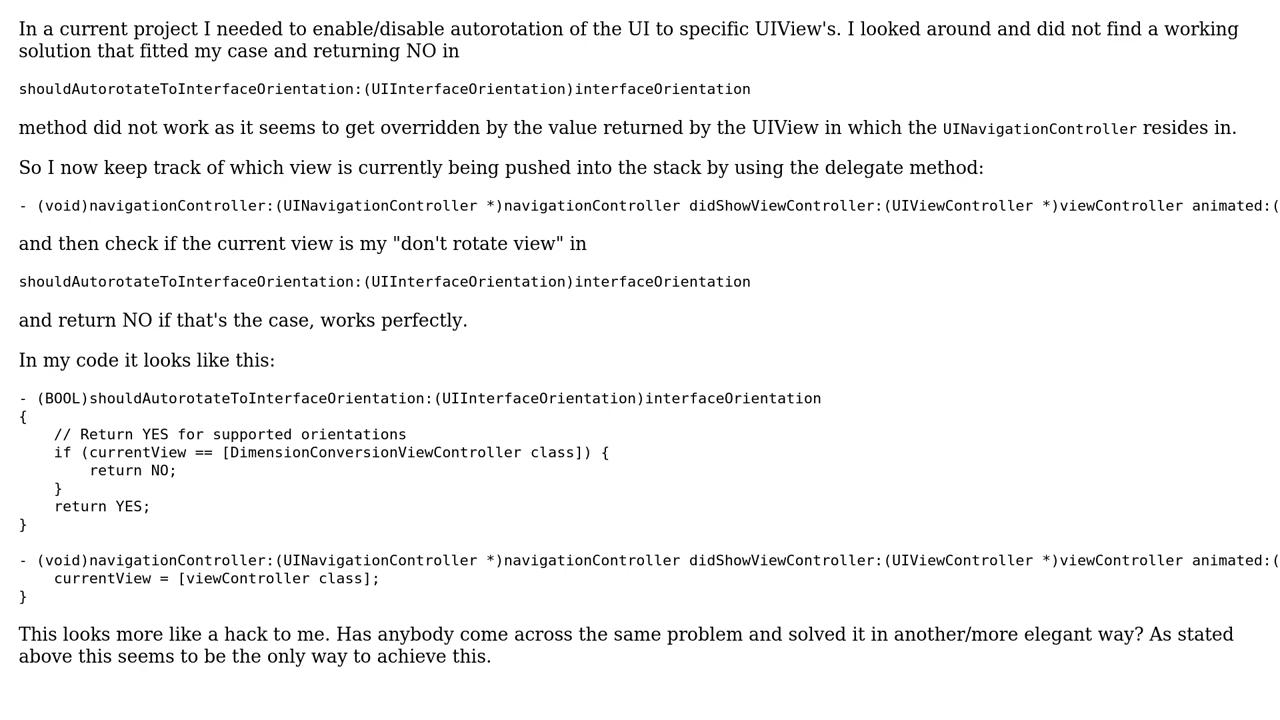 In a current project I needed to enable/disable autorotation of the UI to specific UIView's. I looked around and did not find a working
solution that fitted my case and returning NO in
shouldAutorotateToInterfaceOrientation:(UIInterfaceOrientation)interfaceOrientation
method did not work as it seems to get overridden by the value returned by the UIView in which the UINavigationController resides in.
So I now keep track of which view is currently being pushed into the stack by using the delegate method:
- (void)navigationController:(UINavigationController *)navigationController didShowViewController:(UIViewController *)viewController animated:(
and then check if the current view is my "don't rotate view" in
shouldAutorotateToInterfaceOrientation:(UIInterfaceOrientation)interfaceOrientation
and return NO if that's the case, works perfectly.
In my code it looks like this:
- (BOOL)shouldAutorotateToInterfaceOrientation:(UIInterfaceOrientation)interfaceOrientation
{
    // Return YES for supported orientations
    if (currentView == [DimensionConversionViewController class]) {
        return NO;
    }
    return YES;
}
- (void)navigationController:(UINavigationController *)navigationController didShowViewController:(UIViewController *)viewController animated:(
    currentView = [viewController class];
}
This looks more like a hack to me. Has anybody come across the same problem and solved it in another/more elegant way? As stated
above this seems to be the only way to achieve this.